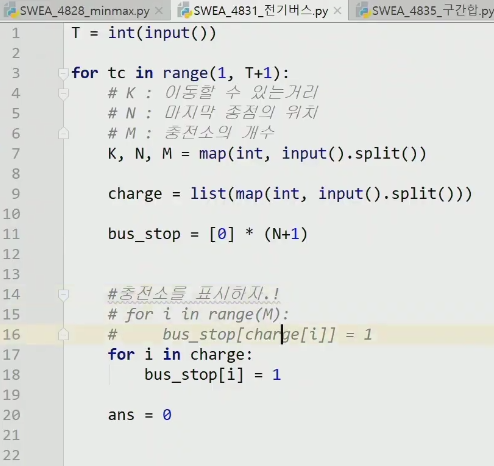 SWEA_4828_minmax.py × SWEA_4831_전기버스.py × SWEA_4835_구간합.py
1 T = int(input())
2
3 for tc in range(1, T+1):
4 # K : 이동할 수 있는거리
5 # N : 마지막 종점의 위치
6 # M : 충전소의 개수
7 K, N, M = map(int, input().split())
8
9 charge = list(map(int, input().split()))
10
11 bus_stop = [0] * (N+1)
12
13
14 #충전소를 표시하자.!
15 # for i in range(M):
16 #     bus_stop[charge[i]] = 1
17 for i in charge:
18 bus_stop[i] = 1
19
20 ans = 0
21
22